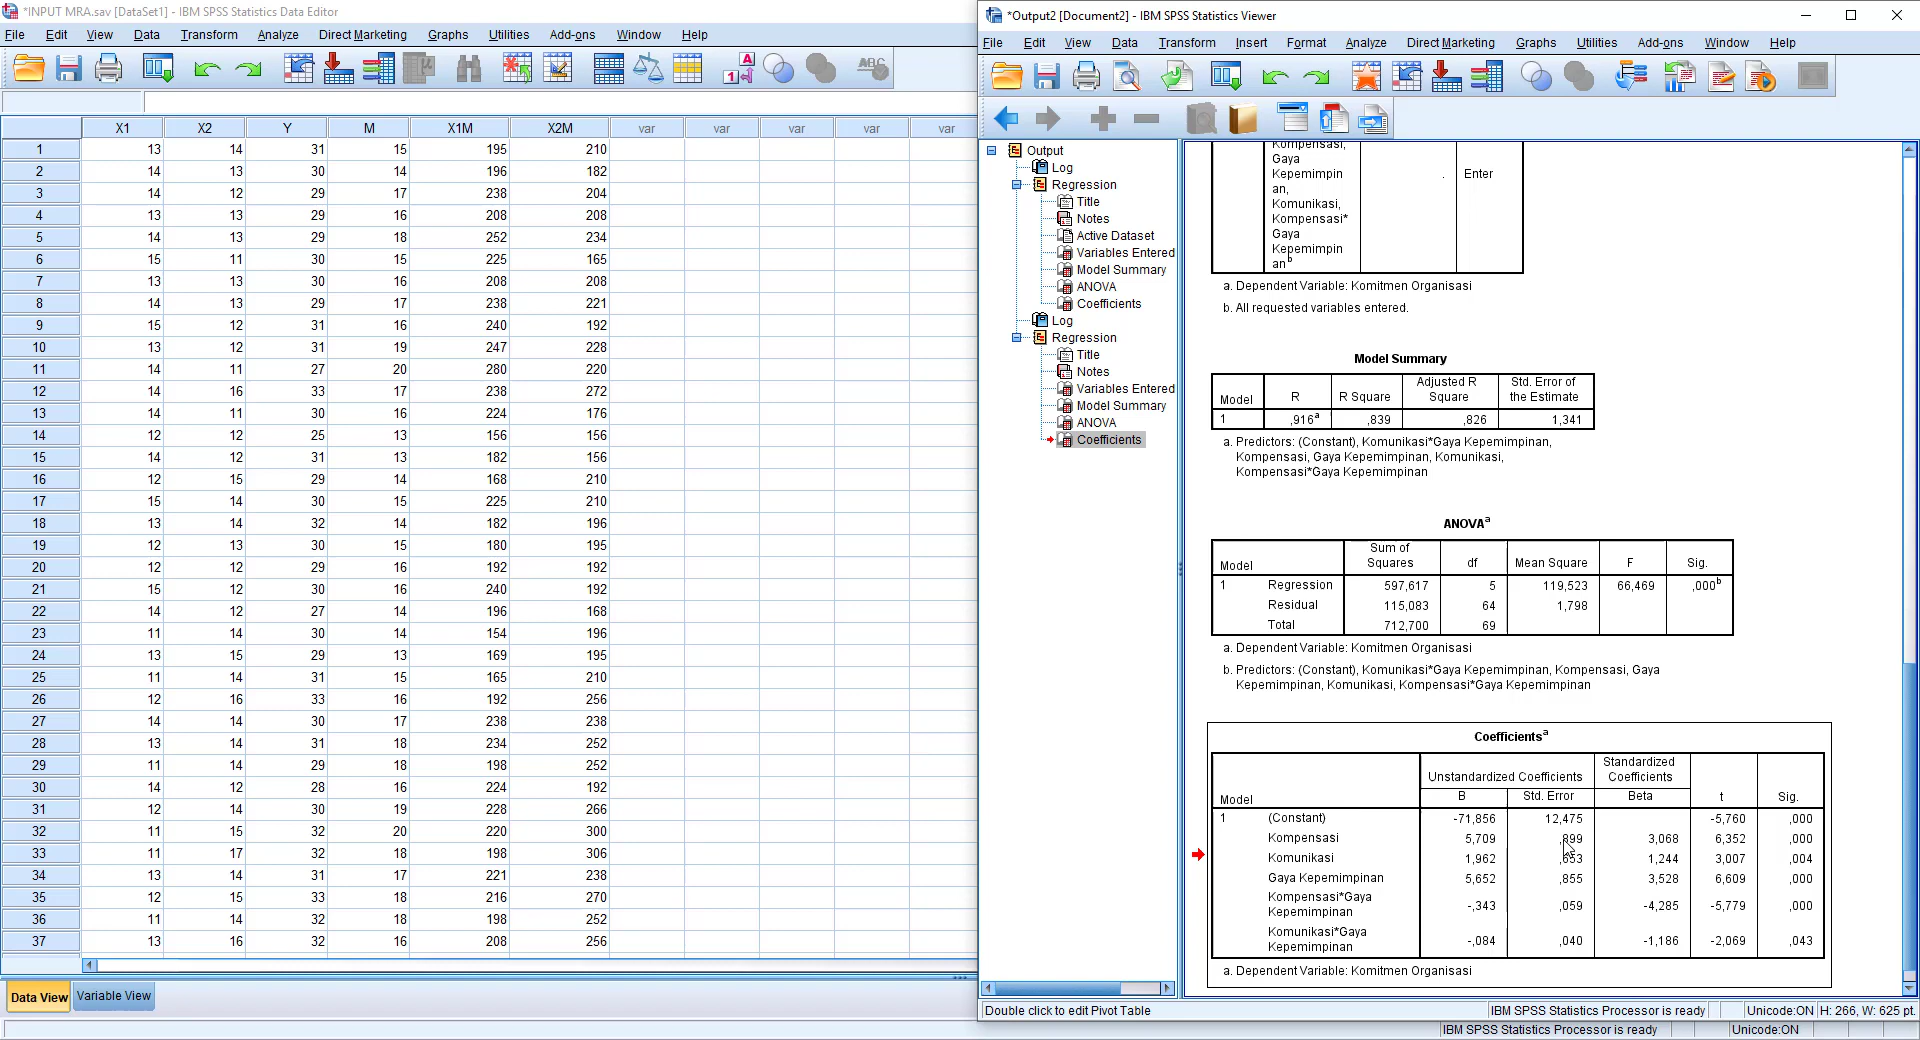 *INPUT MRA.sav [DataSet1] - IBM SPSS Statistics Data Editor
File Edit View Data Transform Analyze Direct Marketing Graphs Utilities Add-ons Window Help
X1 X2 Y M X1M X2M var var var var var
1 13 14 31 15 195 210
2 14 13 30 14 196 182
3 14 12 29 17 238 204
4 13 13 29 16 208 208
5 14 13 29 18 252 234
6 15 11 30 15 225 165
7 13 13 30 16 208 208
8 14 13 29 17 238 221
9 15 12 31 16 240 192
10 13 12 31 19 247 228
11 14 11 27 20 280 220
12 14 16 33 17 238 272
13 14 11 30 16 224 176
14 12 12 25 13 156 156
15 14 12 31 13 182 156
16 12 15 29 14 168 210
17 15 14 30 15 225 210
18 13 14 32 14 182 196
19 12 13 30 15 180 195
20 12 12 29 16 192 192
21 15 12 30 16 240 192
22 14 12 27 14 196 168
23 11 14 30 14 154 196
24 13 15 29 13 169 195
25 11 14 31 15 165 210
26 12 16 33 16 192 256
27 14 14 30 17 238 238
28 13 14 31 18 234 252
29 11 14 29 18 198 252
30 14 12 28 16 224 192
31 12 14 30 19 228 266
32 11 15 32 20 220 300
33 11 17 32 18 198 306
34 13 14 31 17 221 238
35 12 15 33 18 216 270
36 11 14 32 18 198 252
37 13 16 32 16 208 256
Data View Variable View
IBM SPSS Statistics Processor is ready Unicode:ON
*Output2 [Document2] - IBM SPSS Statistics Viewer
File Edit View Data Transform Insert Format Analyze Direct Marketing Graphs Utilities Add-ons Window Help
Output
Log
Regression
Title
Notes
Active Dataset
Variables Entered
Model Summary
ANOVA
Coefficients
Log
Regression
Title
Notes
Variables Entered
Model Summary
ANOVA
Coefficients
Kompensasi,
Gaya
Kepemimpin
an,
Komunikasi,
Kompensasi*
Gaya
Kepemimpin
an b
. Enter
a. Dependent Variable: Komitmen Organisasi
b. All requested variables entered.
Model Summary
Model R R Square Adjusted R Square Std. Error of the Estimate
1 ,916a ,839 ,826 1,341
a. Predictors: (Constant), Komunikasi*Gaya Kepemimpinan,
Kompensasi, Gaya Kepemimpinan, Komunikasi,
Kompensasi*Gaya Kepemimpinan
ANOVAa
Model Sum of Squares df Mean Square F Sig.
1 Regression 597,617 5 119,523 66,469 ,000b
Residual 115,083 64 1,798
Total 712,700 69
a. Dependent Variable: Komitmen Organisasi
b. Predictors: (Constant), Komunikasi*Gaya Kepemimpinan, Kompensasi, Gaya
Kepemimpinan, Komunikasi, Kompensasi*Gaya Kepemimpinan
Coefficientsa
Model Unstandardized Coefficients Standardized Coefficients t Sig.
B Std. Error Beta
1 (Constant) -71,856 12,475 -5,760 ,000
Kompensasi 5,709 ,899 3,068 6,352 ,000
Komunikasi 1,962 ,653 1,244 3,007 ,004
Gaya Kepemimpinan 5,652 ,855 3,528 6,609 ,000
Kompensasi*Gaya Kepemimpinan -,343 ,059 -4,285 -5,779 ,000
Komunikasi*Gaya Kepemimpinan -,084 ,040 -1,186 -2,069 ,043
a. Dependent Variable: Komitmen Organisasi
Double click to edit Pivot Table
IBM SPSS Statistics Processor is ready Unicode:ON H: 266, W: 625 pt.